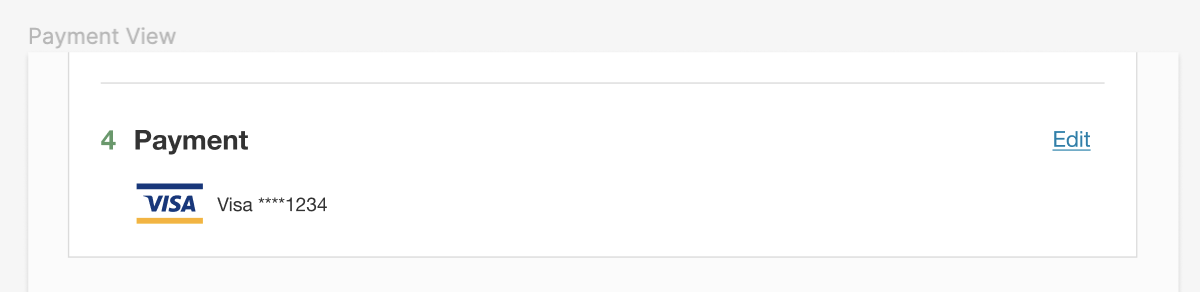 Payment View
4 Payment
Edit
VISA Visa ****1234